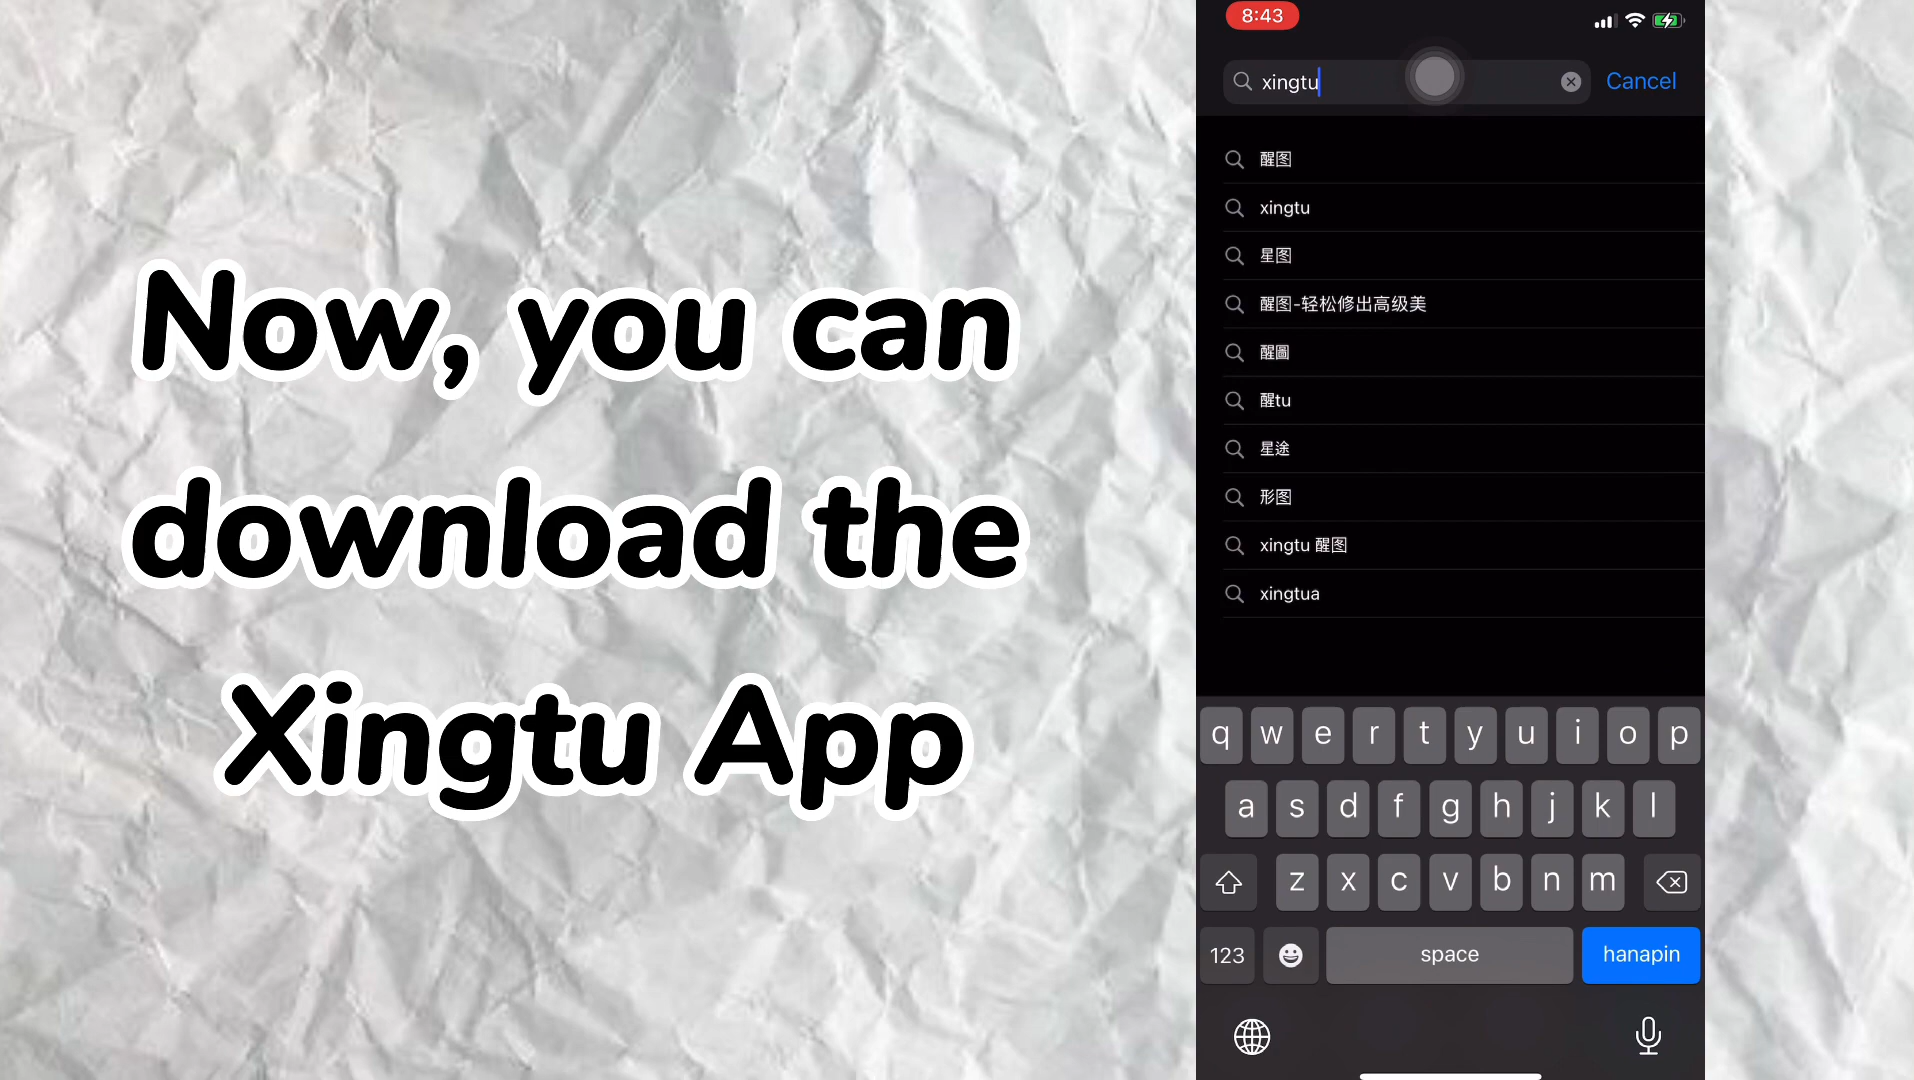 Now, you can
download the
Xingtu App
8:43
xingtu
Cancel
醒图
xingtu
星图
醒图-轻松修出高级美
醒圖
醒tu
星途
形图
xingtu 醒图
xingtua
q w e r t y u i o p
a s d f g h j k l
z x c v b n m
123 space hanapin